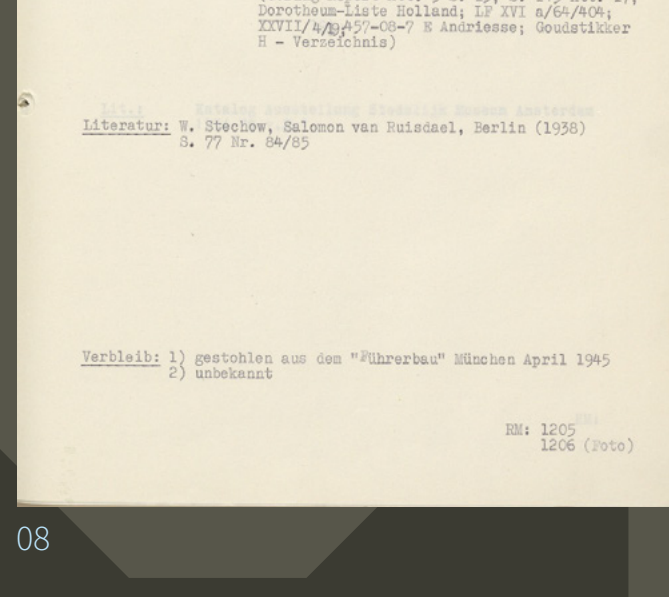 Dorotheum-Liste Holland; LF XVI a/64/404;
XXVII/4/19,457-08-7 E Andriesse; Goudstikker
H - Verzeichnis)
Literatur: W. Stechow, Salomon van Ruisdael, Berlin (1938)
S. 77 Nr. 84/85
Verbleib: 1) gestohlen aus dem "Führerbau" München April 1945
2) unbekannt
RM: 1205
1206 (Foto)
08